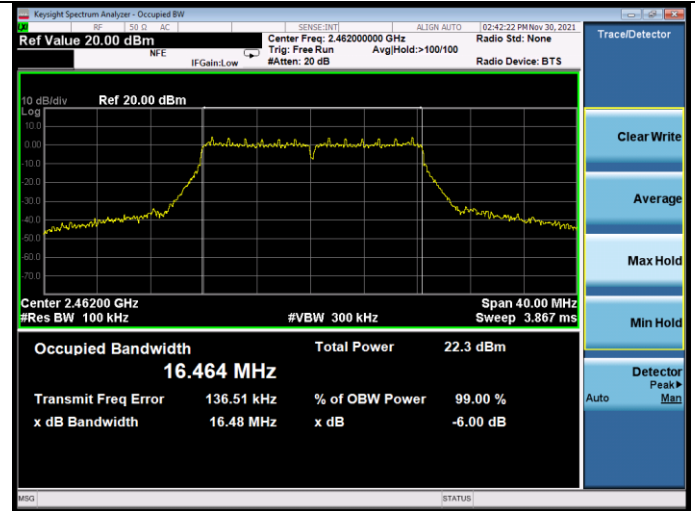 Keysight Spectrum Analyzer - Occupied BW
LXI RF 50 Ω AC SENSE:INT ALIGN AUTO 02:42:22 PM Nov 30, 2021
Ref Value 20.00 dBm
NFE
IFGain:Low
Center Freq: 2.462000000 GHz
Trig: Free Run Avg|Hold:>100/100
#Atten: 20 dB
Radio Std: None
Radio Device: BTS
Trace/Detector
10 dB/div Ref 20.00 dBm
Log
10.0
0.00
-10.0
-20.0
-30.0
-40.0
-50.0
-60.0
-70.0
Center 2.46200 GHz Span 40.00 MHz
#Res BW 100 kHz #VBW 300 kHz Sweep 3.867 ms
Occupied Bandwidth Total Power 22.3 dBm
16.464 MHz
Transmit Freq Error 136.51 kHz % of OBW Power 99.00 %
x dB Bandwidth 16.48 MHz x dB -6.00 dB
Clear Write
Average
Max Hold
Min Hold
Detector
Peak▶
Auto Man
MSG STATUS